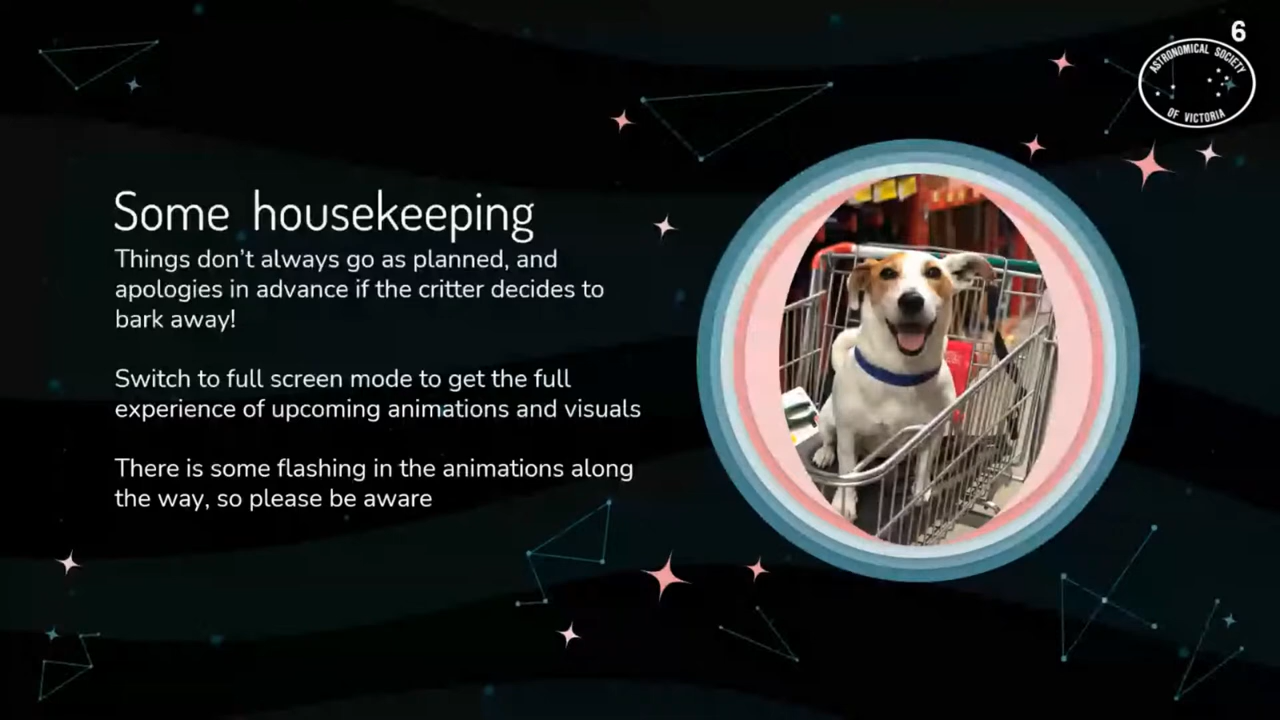 6
ASTRONOMICAL SOCIETY
OF VICTORIA
Some housekeeping
Things don’t always go as planned, and
apologies in advance if the critter decides to
bark away!
Switch to full screen mode to get the full
experience of upcoming animations and visuals
There is some flashing in the animations along
the way, so please be aware